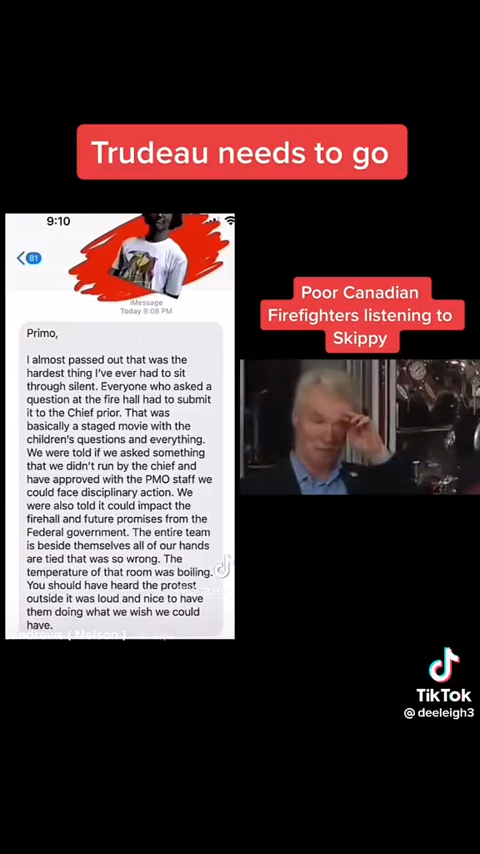 Trudeau needs to go
9:10
81
iMessage
Today 9:08 PM
Primo,
I almost passed out that was the
hardest thing I've ever had to sit
through silent. Everyone who asked a
question at the fire hall had to submit
it to the Chief prior. That was
basically a staged movie with the
children's questions and everything.
We were told if we asked something
that we didn't run by the chief and
have approved with the PMO staff we
could face disciplinary action. We
were also told it could impact the
firehall and future promises from the
Federal government. The entire team
is beside themselves all of our hands
are tied that was so wrong. The
temperature of that room was boiling.
You should have heard the protest
outside it was loud and nice to have
them doing what we wish we could
have.
( Nelson )
Poor Canadian
Firefighters listening to
Skippy
TikTok
@ deeleigh3